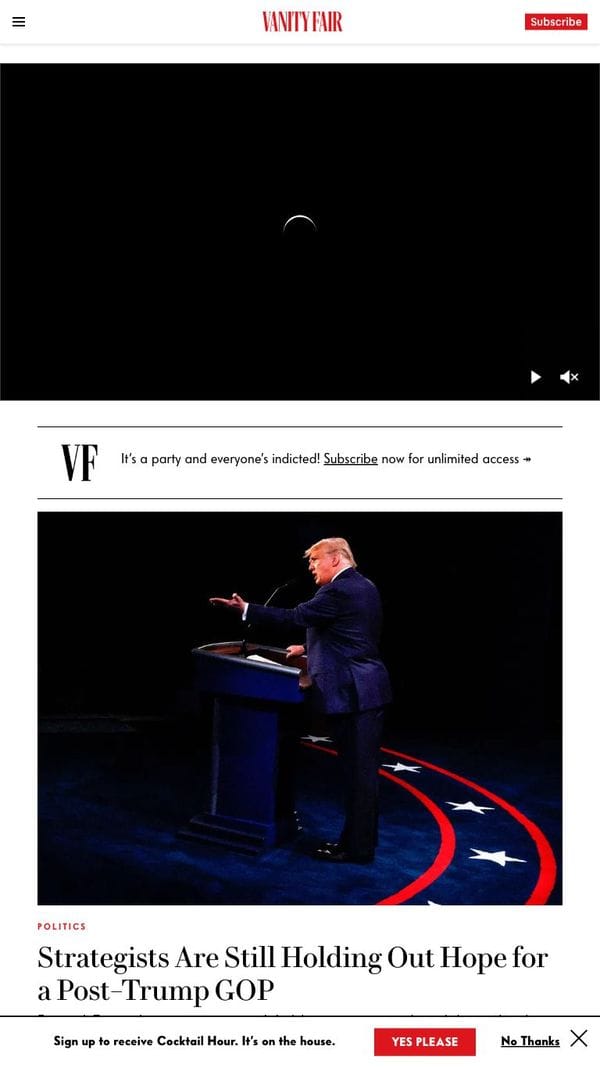 VANITY FAIR
Subscribe
VF
It's a party and everyone's indicted! Subscribe now for unlimited access ↠
POLITICS
Strategists Are Still Holding Out Hope for
a Post-Trump GOP
Sign up to receive Cocktail Hour. It's on the house.
YES PLEASE
No Thanks